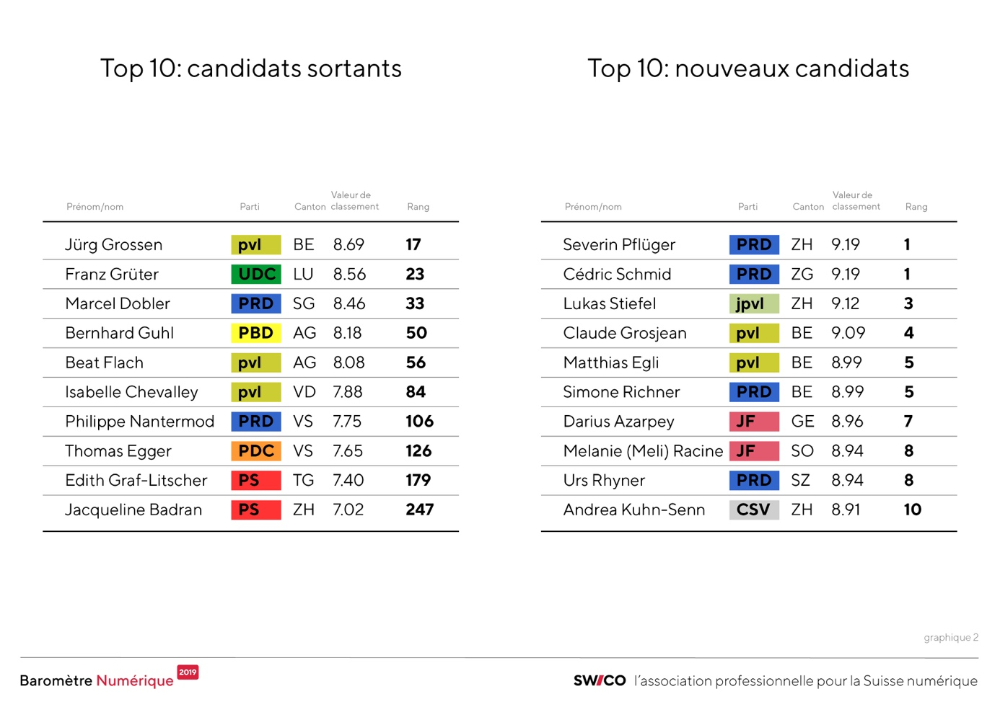 Top 10: candidats sortants
Prénom/nom Parti Canton Valeur de classement Rang
Jürg Grossen pvl BE 8.69 17
Franz Grüter UDC LU 8.56 23
Marcel Dobler PRD SG 8.46 33
Bernhard Guhl PBD AG 8.18 50
Beat Flach pvl AG 8.08 56
Isabelle Chevalley pvl VD 7.88 84
Philippe Nantermod PRD VS 7.75 106
Thomas Egger PDC VS 7.65 126
Edith Graf-Litscher PS TG 7.40 179
Jacqueline Badran PS ZH 7.02 247
Top 10: nouveaux candidats
Prénom/nom Parti Canton Valeur de classement Rang
Severin Pflüger PRD ZH 9.19 1
Cédric Schmid PRD ZG 9.19 1
Lukas Stiefel jpvl ZH 9.12 3
Claude Grosjean pvl BE 9.09 4
Matthias Egli pvl BE 8.99 5
Simone Richner PRD BE 8.99 5
Darius Azarpey JF GE 8.96 7
Melanie (Meli) Racine JF SO 8.94 8
Urs Rhyner PRD SZ 8.94 8
Andrea Kuhn-Senn CSV ZH 8.91 10
graphique 2
Baromètre Numérique 2019
SWICO l'association professionnelle pour la Suisse numérique